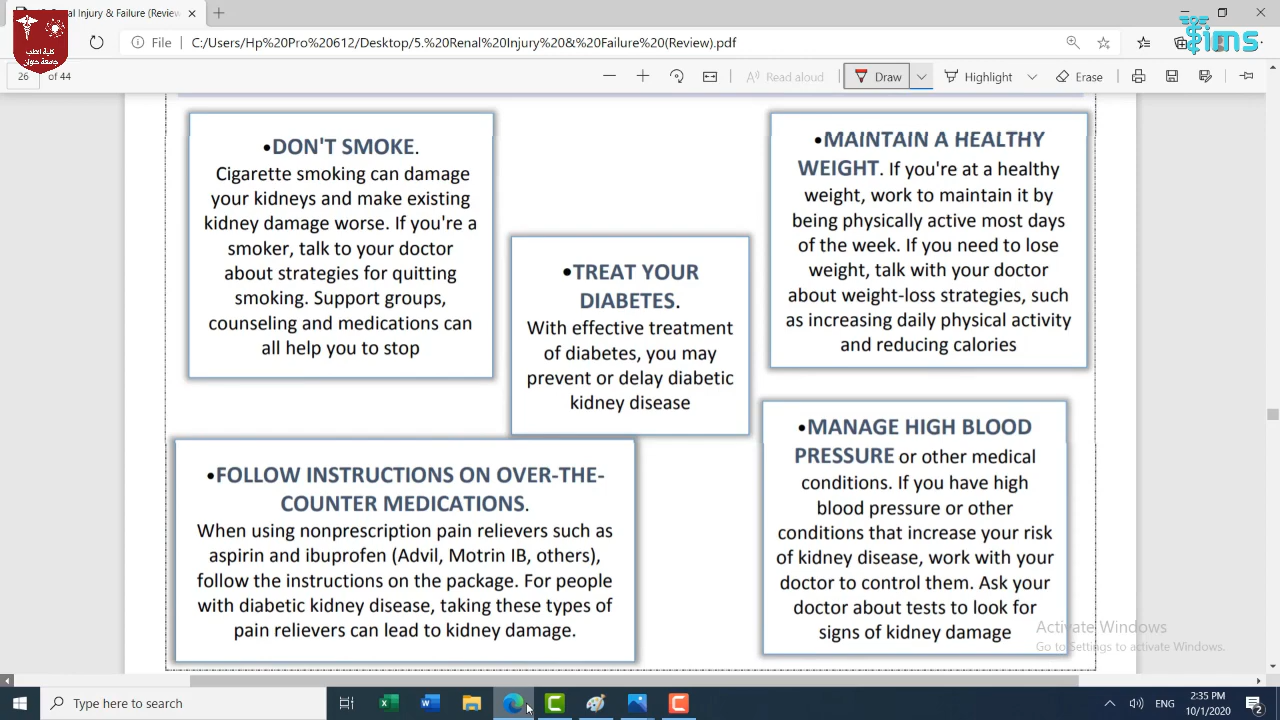 nal Injury & Failure (Review
File
C:/Users/Hp%20Pro%20612/Desktop/5.%20Renal%20Injury%20&%20Failure%20(Review).pdf
26 of 44
Read aloud
Draw
Highlight
Erase
كلية الطب
جامعة حلوان
ims
•DON'T SMOKE.
Cigarette smoking can damage
your kidneys and make existing
kidney damage worse. If you're a
smoker, talk to your doctor
about strategies for quitting
smoking. Support groups,
counseling and medications can
all help you to stop
•TREAT YOUR
DIABETES.
With effective treatment
of diabetes, you may
prevent or delay diabetic
kidney disease
•MAINTAIN A HEALTHY
WEIGHT. If you're at a healthy
weight, work to maintain it by
being physically active most days
of the week. If you need to lose
weight, talk with your doctor
about weight-loss strategies, such
as increasing daily physical activity
and reducing calories
•FOLLOW INSTRUCTIONS ON OVER-THE-
COUNTER MEDICATIONS.
When using nonprescription pain relievers such as
aspirin and ibuprofen (Advil, Motrin IB, others),
follow the instructions on the package. For people
with diabetic kidney disease, taking these types of
pain relievers can lead to kidney damage.
•MANAGE HIGH BLOOD
PRESSURE or other medical
conditions. If you have high
blood pressure or other
conditions that increase your risk
of kidney disease, work with your
doctor to control them. Ask your
doctor about tests to look for
signs of kidney damage
Activate Windows
Go to Settings to activate Windows.
Type here to search
ENG
2:35 PM
10/1/2020
2